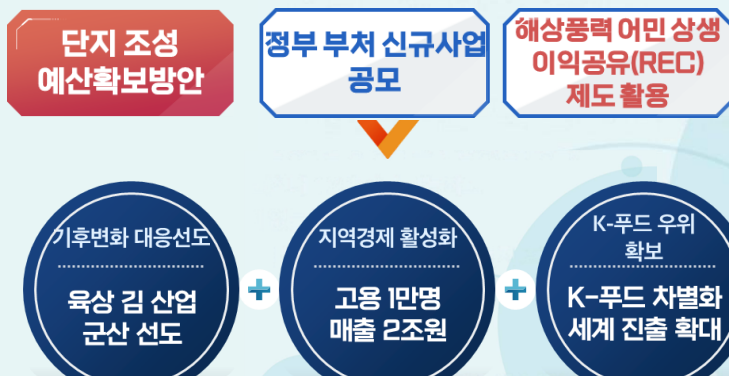 단지 조성
예산확보방안
정부 부처 신규사업
공모
해상풍력 어민 상생
이익공유(REC)
제도 활용
기후변화 대응선도
육상 김 산업
군산 선도
지역경제 활성화
고용 1만명
매출 2조원
K-푸드 우위
확보
K-푸드 차별화
세계 진출 확대